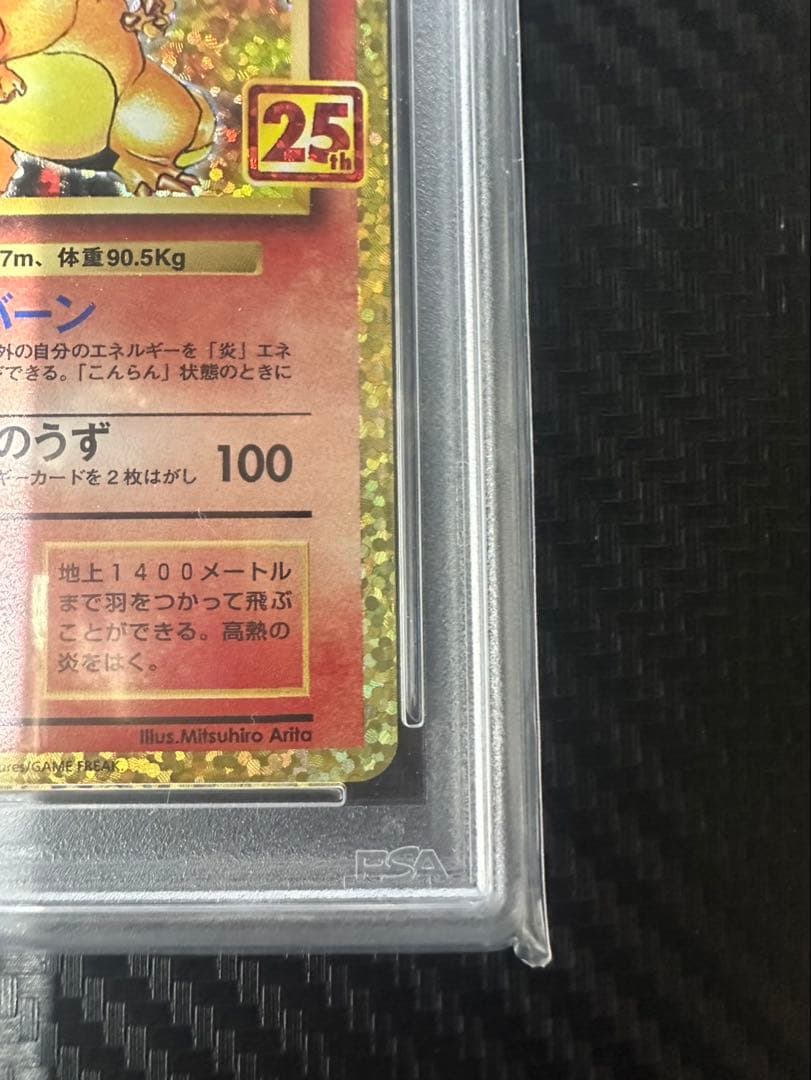 25th
7m、体重90.5Kg
バーン
外の自分のエネルギーを「炎」エネ
できる。「こんらん」状態のときに
のうず
ギーカードを2枚はがし
100
地上1400メートル
まで羽をつかって飛ぶ
ことができる。高熱の
炎をはく。
Illus.Mitsuhiro Arita
ures/GAME FREAK.
PSA